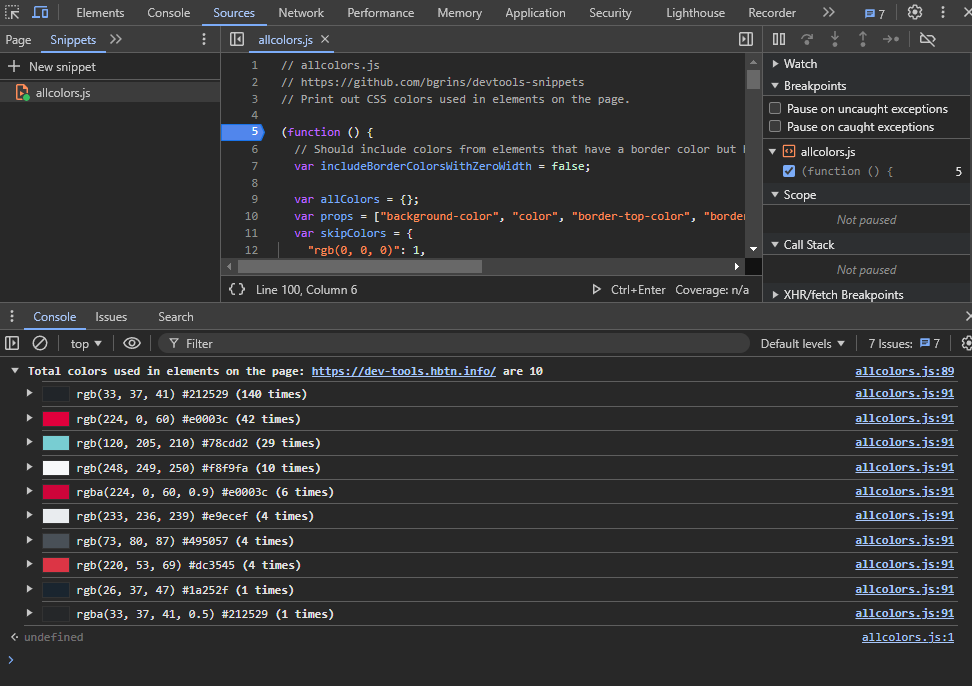 Elements Console Sources Network Performance Memory Application Security Lighthouse Recorder 7
Page Snippets
allcolors.js
New snippet
allcolors.js
1 // allcolors.js
2 // https://github.com/bgrins/devtools-snippets
3 // Print out CSS colors used in elements on the page.
4
5 (function () {
6 // Should include colors from elements that have a border color but
7 var includeBorderColorsWithZeroWidth = false;
8
9 var allColors = {};
10 var props = ["background-color", "color", "border-top-color", "border
11 var skipColors = {
12 "rgb(0, 0, 0)": 1,
{} Line 100, Column 6 Ctrl+Enter Coverage: n/a
Watch
Breakpoints
Pause on uncaught exceptions
Pause on caught exceptions
allcolors.js
(function () { 5
Scope
Not paused
Call Stack
Not paused
XHR/fetch Breakpoints
Console Issues Search
top Filter Default levels 7 Issues: 7
Total colors used in elements on the page: https://dev-tools.hbtn.info/ are 10 allcolors.js:89
rgb(33, 37, 41) #212529 (140 times) allcolors.js:91
rgb(224, 0, 60) #e0003c (42 times) allcolors.js:91
rgb(120, 205, 210) #78cdd2 (29 times) allcolors.js:91
rgb(248, 249, 250) #f8f9fa (10 times) allcolors.js:91
rgba(224, 0, 60, 0.9) #e0003c (6 times) allcolors.js:91
rgb(233, 236, 239) #e9ecef (4 times) allcolors.js:91
rgb(73, 80, 87) #495057 (4 times) allcolors.js:91
rgb(220, 53, 69) #dc3545 (4 times) allcolors.js:91
rgb(26, 37, 47) #1a252f (1 times) allcolors.js:91
rgba(33, 37, 41, 0.5) #212529 (1 times) allcolors.js:91
undefined allcolors.js:1